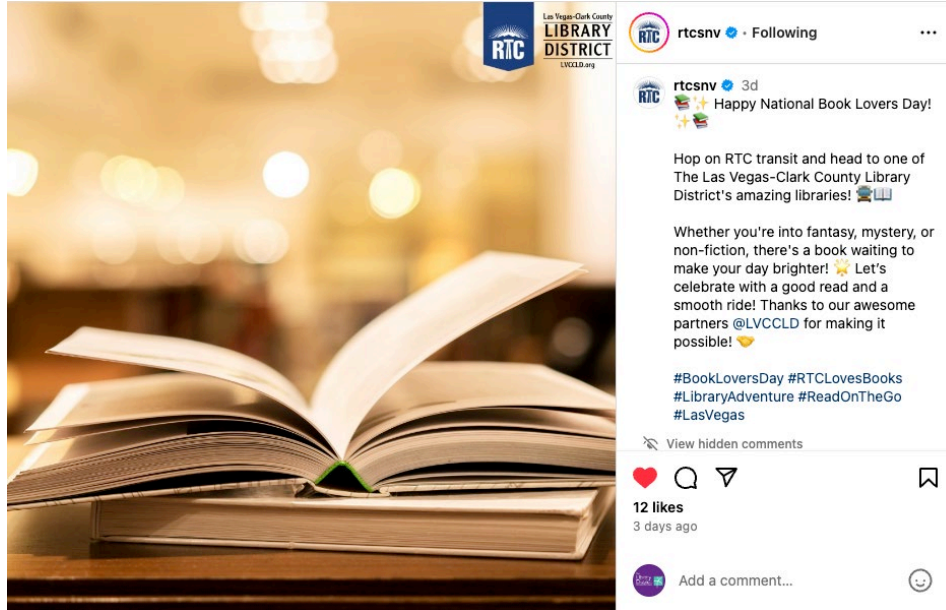 Las Vegas-Clark County
LIBRARY
DISTRICT
LVCCLD.org
RTC
RTC
rtcsnv • Following
RTC
rtcsnv 3d
📚✨ Happy National Book Lovers Day!
✨📚
Hop on RTC transit and head to one of
The Las Vegas-Clark County Library
District's amazing libraries! 🚍📖
Whether you're into fantasy, mystery, or
non-fiction, there's a book waiting to
make your day brighter! 🌟 Let's
celebrate with a good read and a
smooth ride! Thanks to our awesome
partners @LVCCLD for making it
possible! 🤝
#BookLoversDay #RTCLovesBooks
#LibraryAdventure #ReadOnTheGo
#LasVegas
View hidden comments
12 likes
3 days ago
Add a comment...